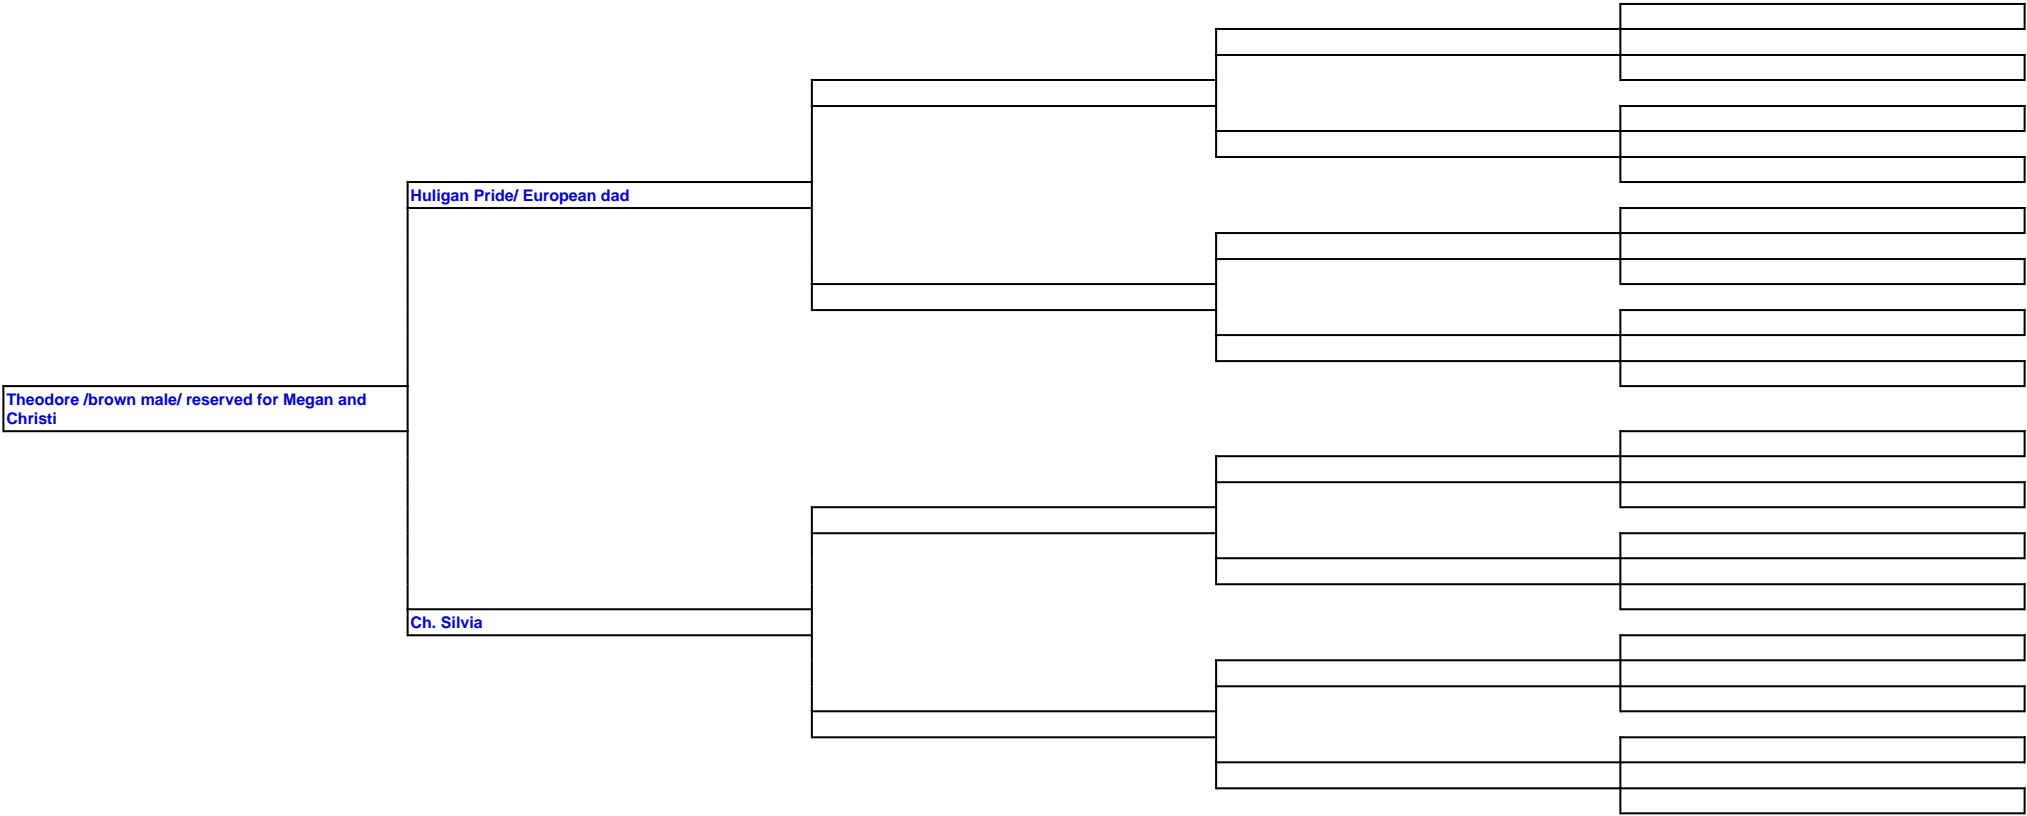 Huligan Pride/ European dad
Theodore /brown male/ reserved for Megan and
Christi
Ch. Silvia